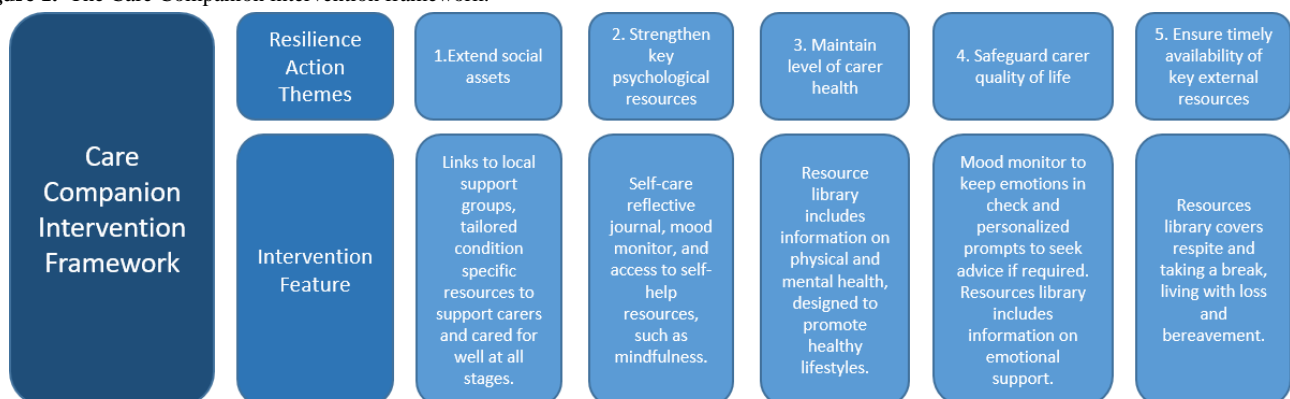 The Care Companion intervention framework.
Care
Companion
Intervention
Framework
Resilience
Action
Themes
1.Extend social
assets
2. Strengthen
key
psychological
resources
3. Maintain
level of carer
health
4. Safeguard carer
quality of life
5. Ensure timely
availability of
key external
resources
Intervention
Feature
Links to local
support
groups,
tailored
condition
specific
resources to
support carers
and cared for
well at all
stages.
Self-care
reflective
journal, mood
monitor, and
access to self-
help
resources,
such as
mindfulness.
Resource
library
includes
information on
physical and
mental health,
designed to
promote
healthy
lifestyles.
Mood monitor to
keep emotions in
check and
personalized
prompts to seek
advice if required.
Resources library
includes
information on
emotional
support.
Resources
library covers
respite and
taking a break,
living with loss
and
bereavement.